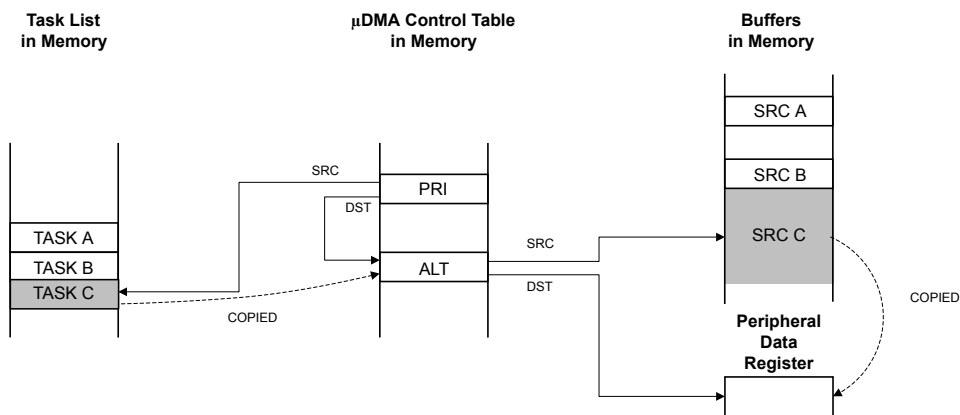 Task List
in Memory
µDMA Control Table
in Memory
Buffers
in Memory
SRC A
SRC B
SRC C
SRC
PRI
DST
TASK A
TASK B
TASK C
ALT
SRC
DST
COPIED
COPIED
Peripheral
Data
Register